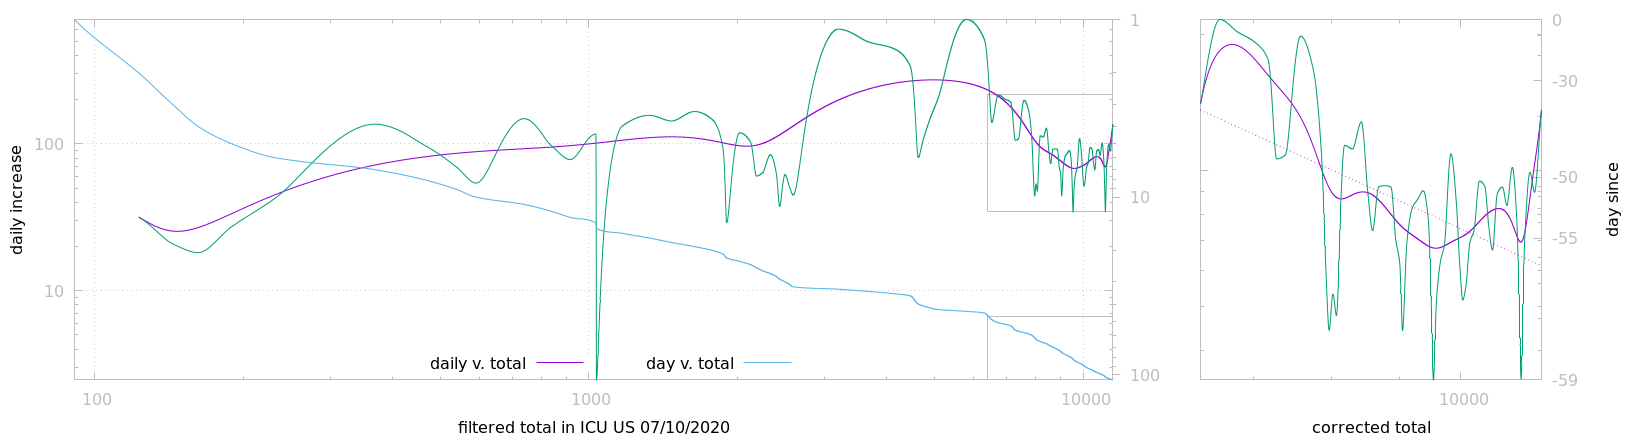 daily increase
100
10
daily v. total
day v. total
100
1000
10000
filtered total in ICU US 07/10/2020
1
10
100
0
-30
-50
-55
-59
day since
10000
corrected total